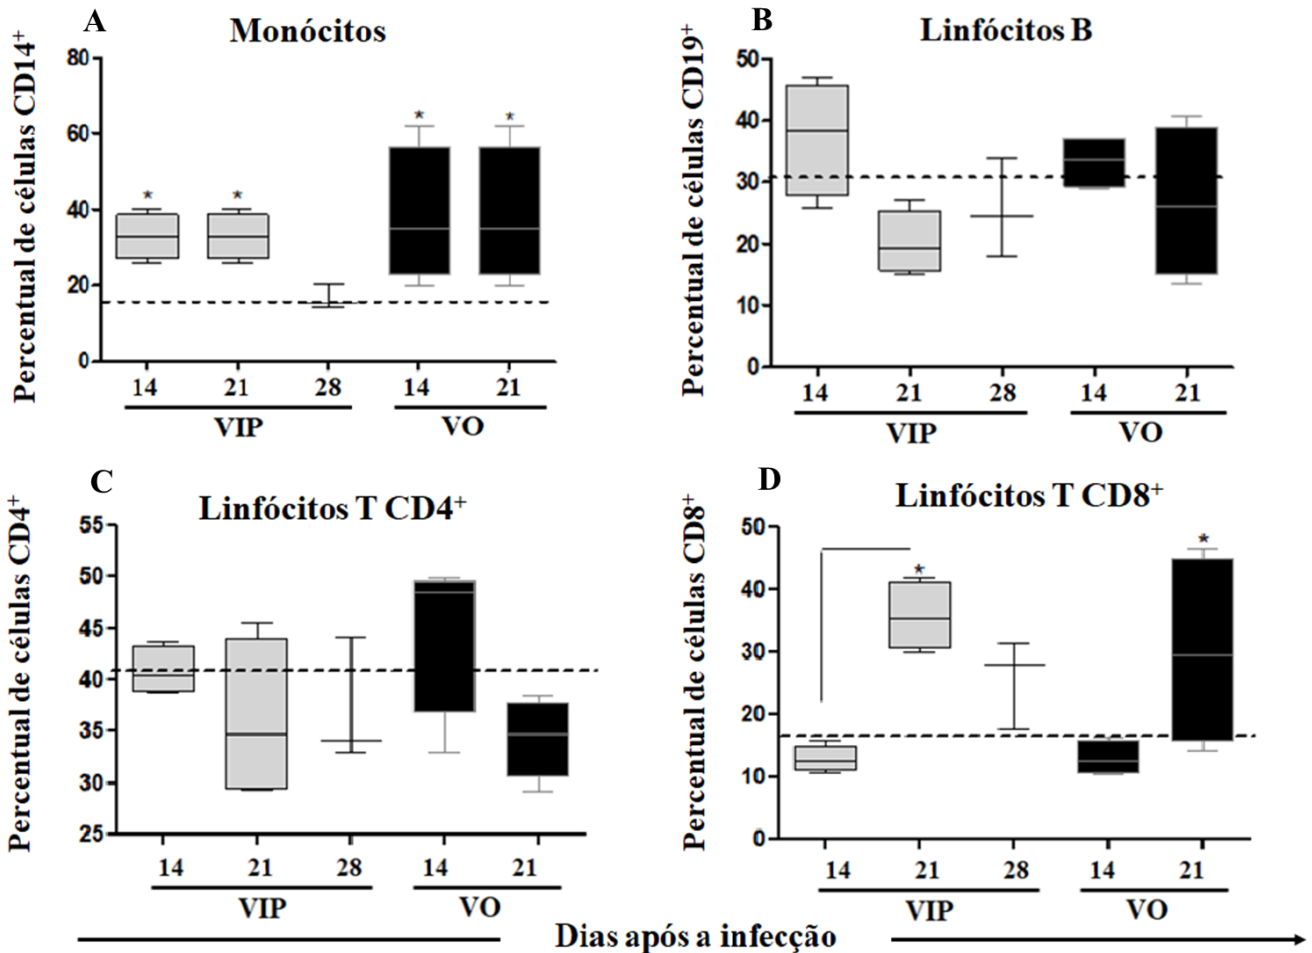 A
Monócitos
Percentual de células CD14+
80
60
40
20
0
* * * *
14 21 28 14 21
VIP VO
B
Linfócitos B
Percentual de células CD19+
50
40
30
20
10
0
14 21 28 14 21
VIP VO
C
Linfócitos T CD4+
Percentual de células CD4+
55
50
45
40
35
30
25
14 21 28 14 21
VIP VO
D
Linfócitos T CD8+
Percentual de células CD8+
50
40
30
20
10
0
* *
14 21 28 14 21
VIP VO
Dias após a infecção